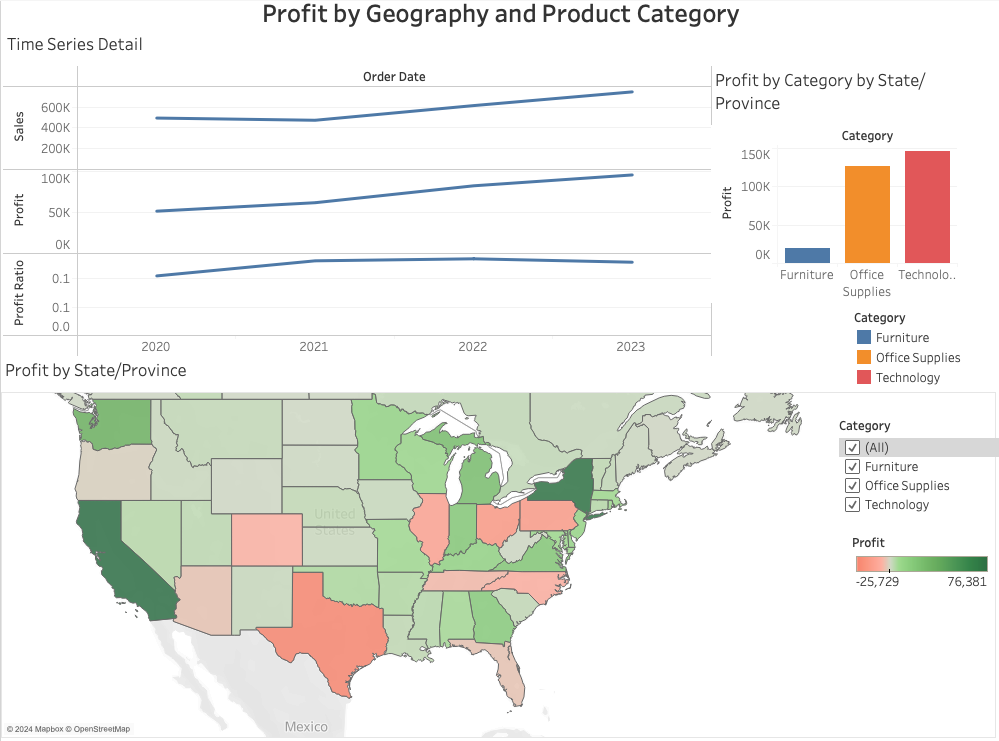 Profit by Geography and Product Category
Time Series Detail
Order Date
Sales
600K
400K
200K
Profit
100K
50K
0K
Profit Ratio
0.1
0.1
0.0
2020
2021
2022
2023
Profit by Category by State/
Province
Category
Profit
150K
100K
50K
0K
Furniture
Office
Supplies
Technolo..
Category
Furniture
Office Supplies
Technology
Profit by State/Province
United
States
Mexico
© 2024 Mapbox © OpenStreetMap
Category
(All)
Furniture
Office Supplies
Technology
Profit
-25,729
76,381